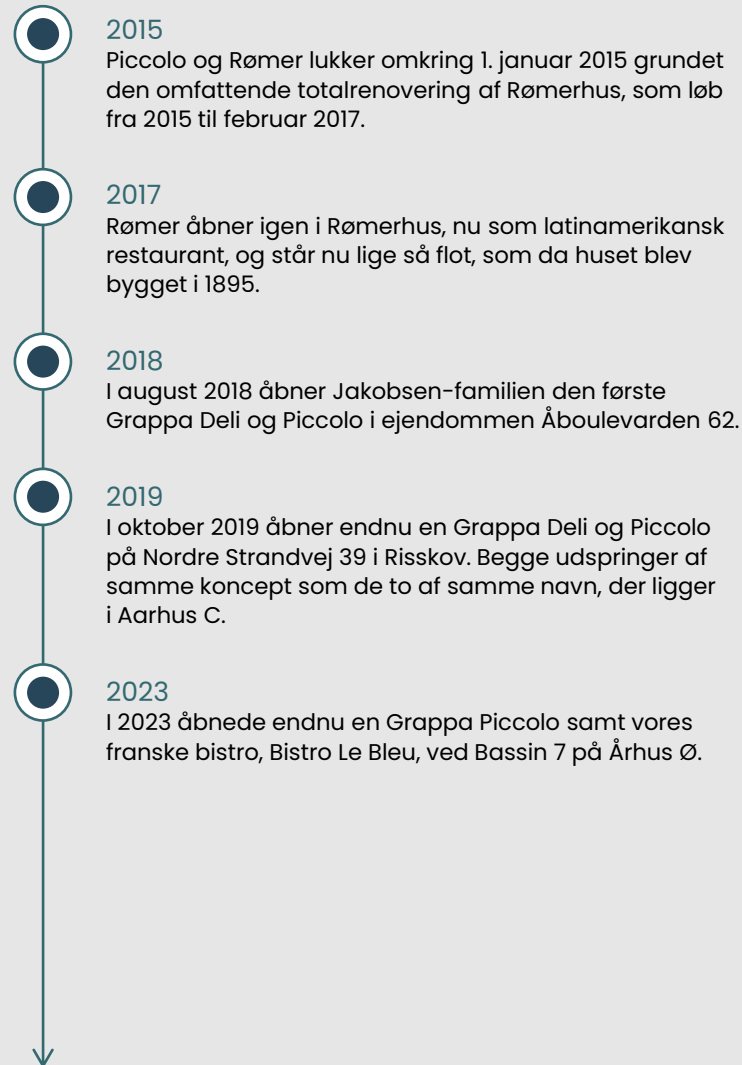 2015
Piccolo og Rømer lukker omkring 1. januar 2015 grundet
den omfattende totalrenovering af Rømerhus, som løb
fra 2015 til februar 2017.
2017
Rømer åbner igen i Rømerhus, nu som latinamerikansk
restaurant, og står nu lige så flot, som da huset blev
bygget i 1895.
2018
I august 2018 åbner Jakobsen-familien den første
Grappa Deli og Piccolo i ejendommen Åboulevarden 62.
2019
I oktober 2019 åbner endnu en Grappa Deli og Piccolo
på Nordre Strandvej 39 i Risskov. Begge udspringer af
samme koncept som de to af samme navn, der ligger
i Aarhus C.
2023
I 2023 åbnede endnu en Grappa Piccolo samt vores
franske bistro, Bistro Le Bleu, ved Bassin 7 på Århus Ø.